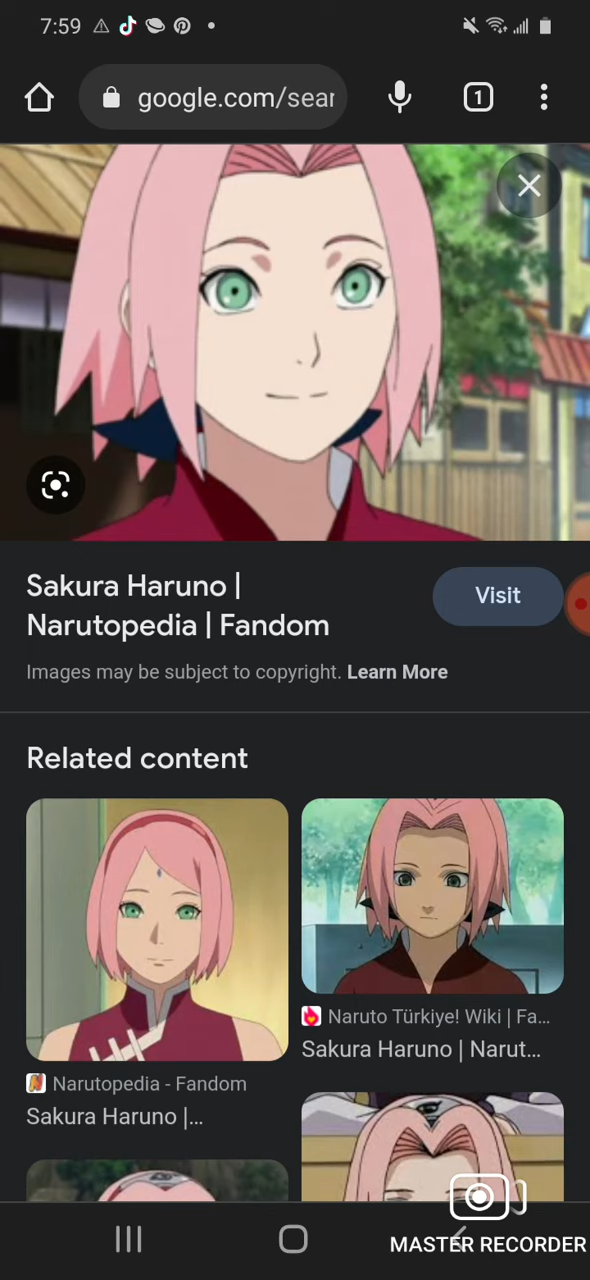 7:59
google.com/sear
1
Sakura Haruno |
Narutopedia | Fandom
Visit
Images may be subject to copyright. Learn More
Related content
Naruto Türkiye! Wiki | Fa...
Sakura Haruno | Narut...
Narutopedia - Fandom
Sakura Haruno |...
MASTER RECORDER